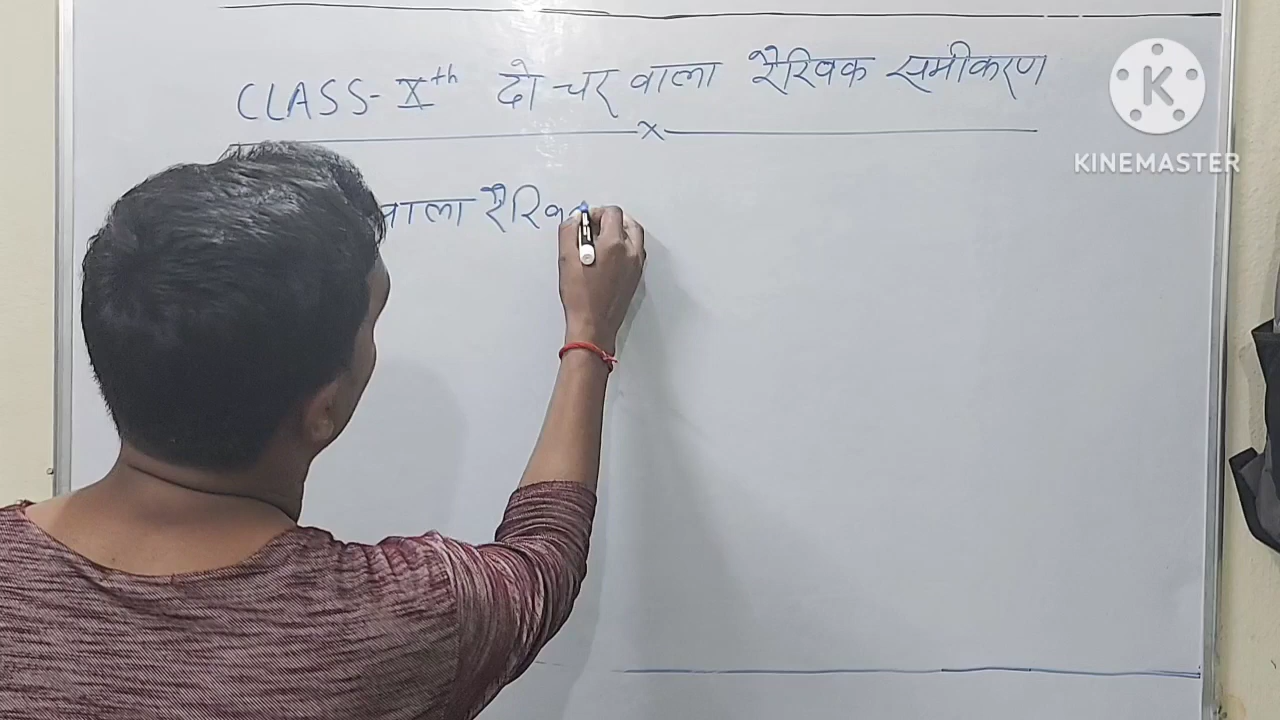 CLASS- Xth दो चर वाला रैखिक समीकरण
x
वाला
K
KINEMASTER